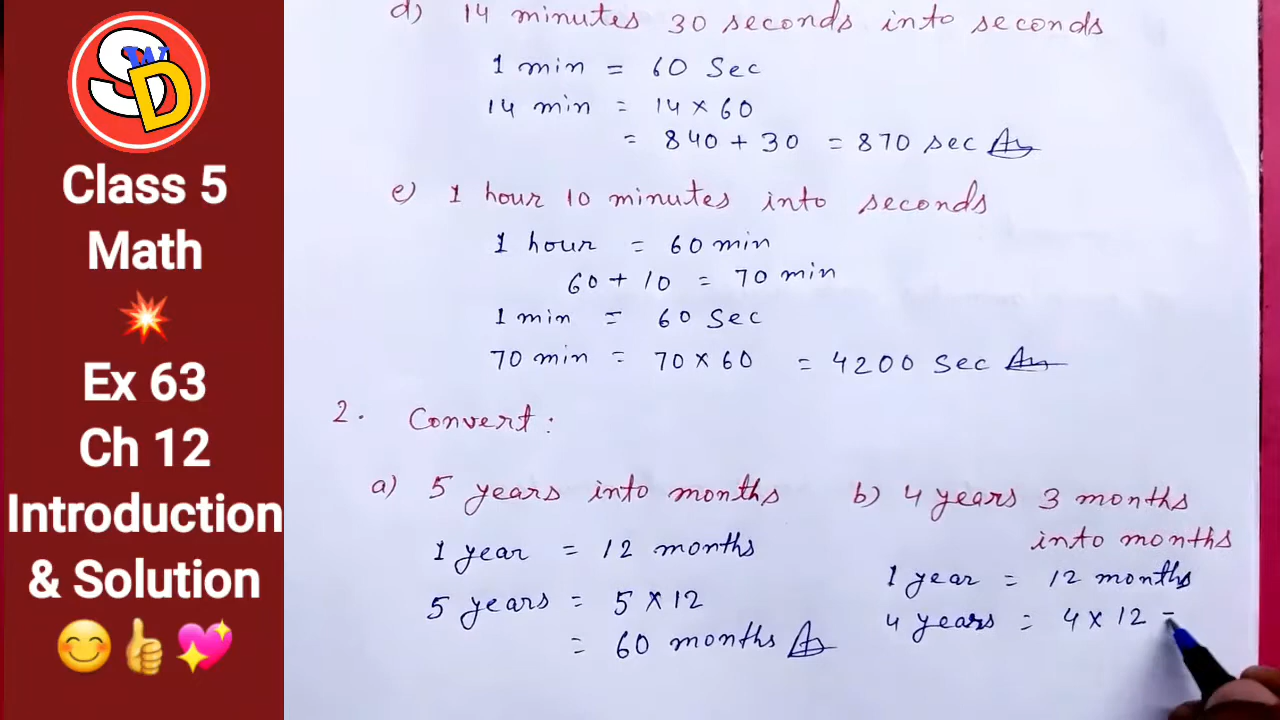 SWD
Class 5
Math
Ex 63
Ch 12
Introduction
& Solution
d) 14 minutes 30 seconds into seconds
1 min = 60 Sec
14 min = 14 × 60
= 840 + 30 = 870 sec Ans
e) 1 hour 10 minutes into seconds
1 hour = 60 min
60 + 10 = 70 min
1 min = 60 Sec
70 min = 70 × 60 = 4200 Sec Ans
2. Convert:
a) 5 years into months
1 year = 12 months
5 years = 5 × 12
= 60 months A
b) 4 years 3 months
into months
1 year = 12 months
4 years = 4 × 12 =